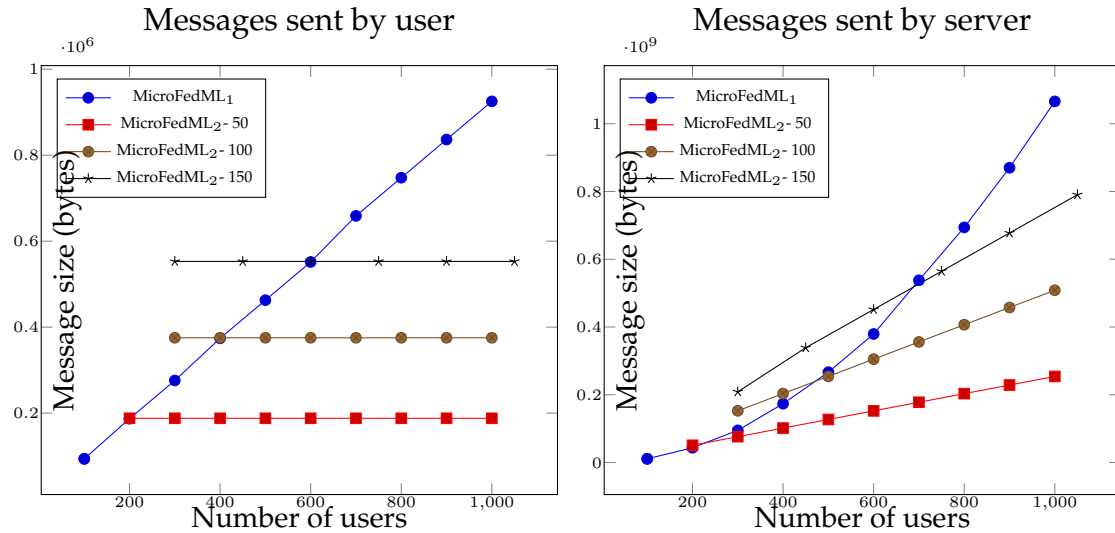 Messages sent by user
·10^6
1
0.8
0.6
0.4
0.2
Message size (bytes)
MicroFedML₁
MicroFedML₂- 50
MicroFedML₂- 100
MicroFedML₂- 150
200 400 600 800 1,000
Number of users
Messages sent by server
·10^9
1
0.8
0.6
0.4
0.2
0
Message size (bytes)
MicroFedML₁
MicroFedML₂- 50
MicroFedML₂- 100
MicroFedML₂- 150
200 400 600 800 1,000
Number of users